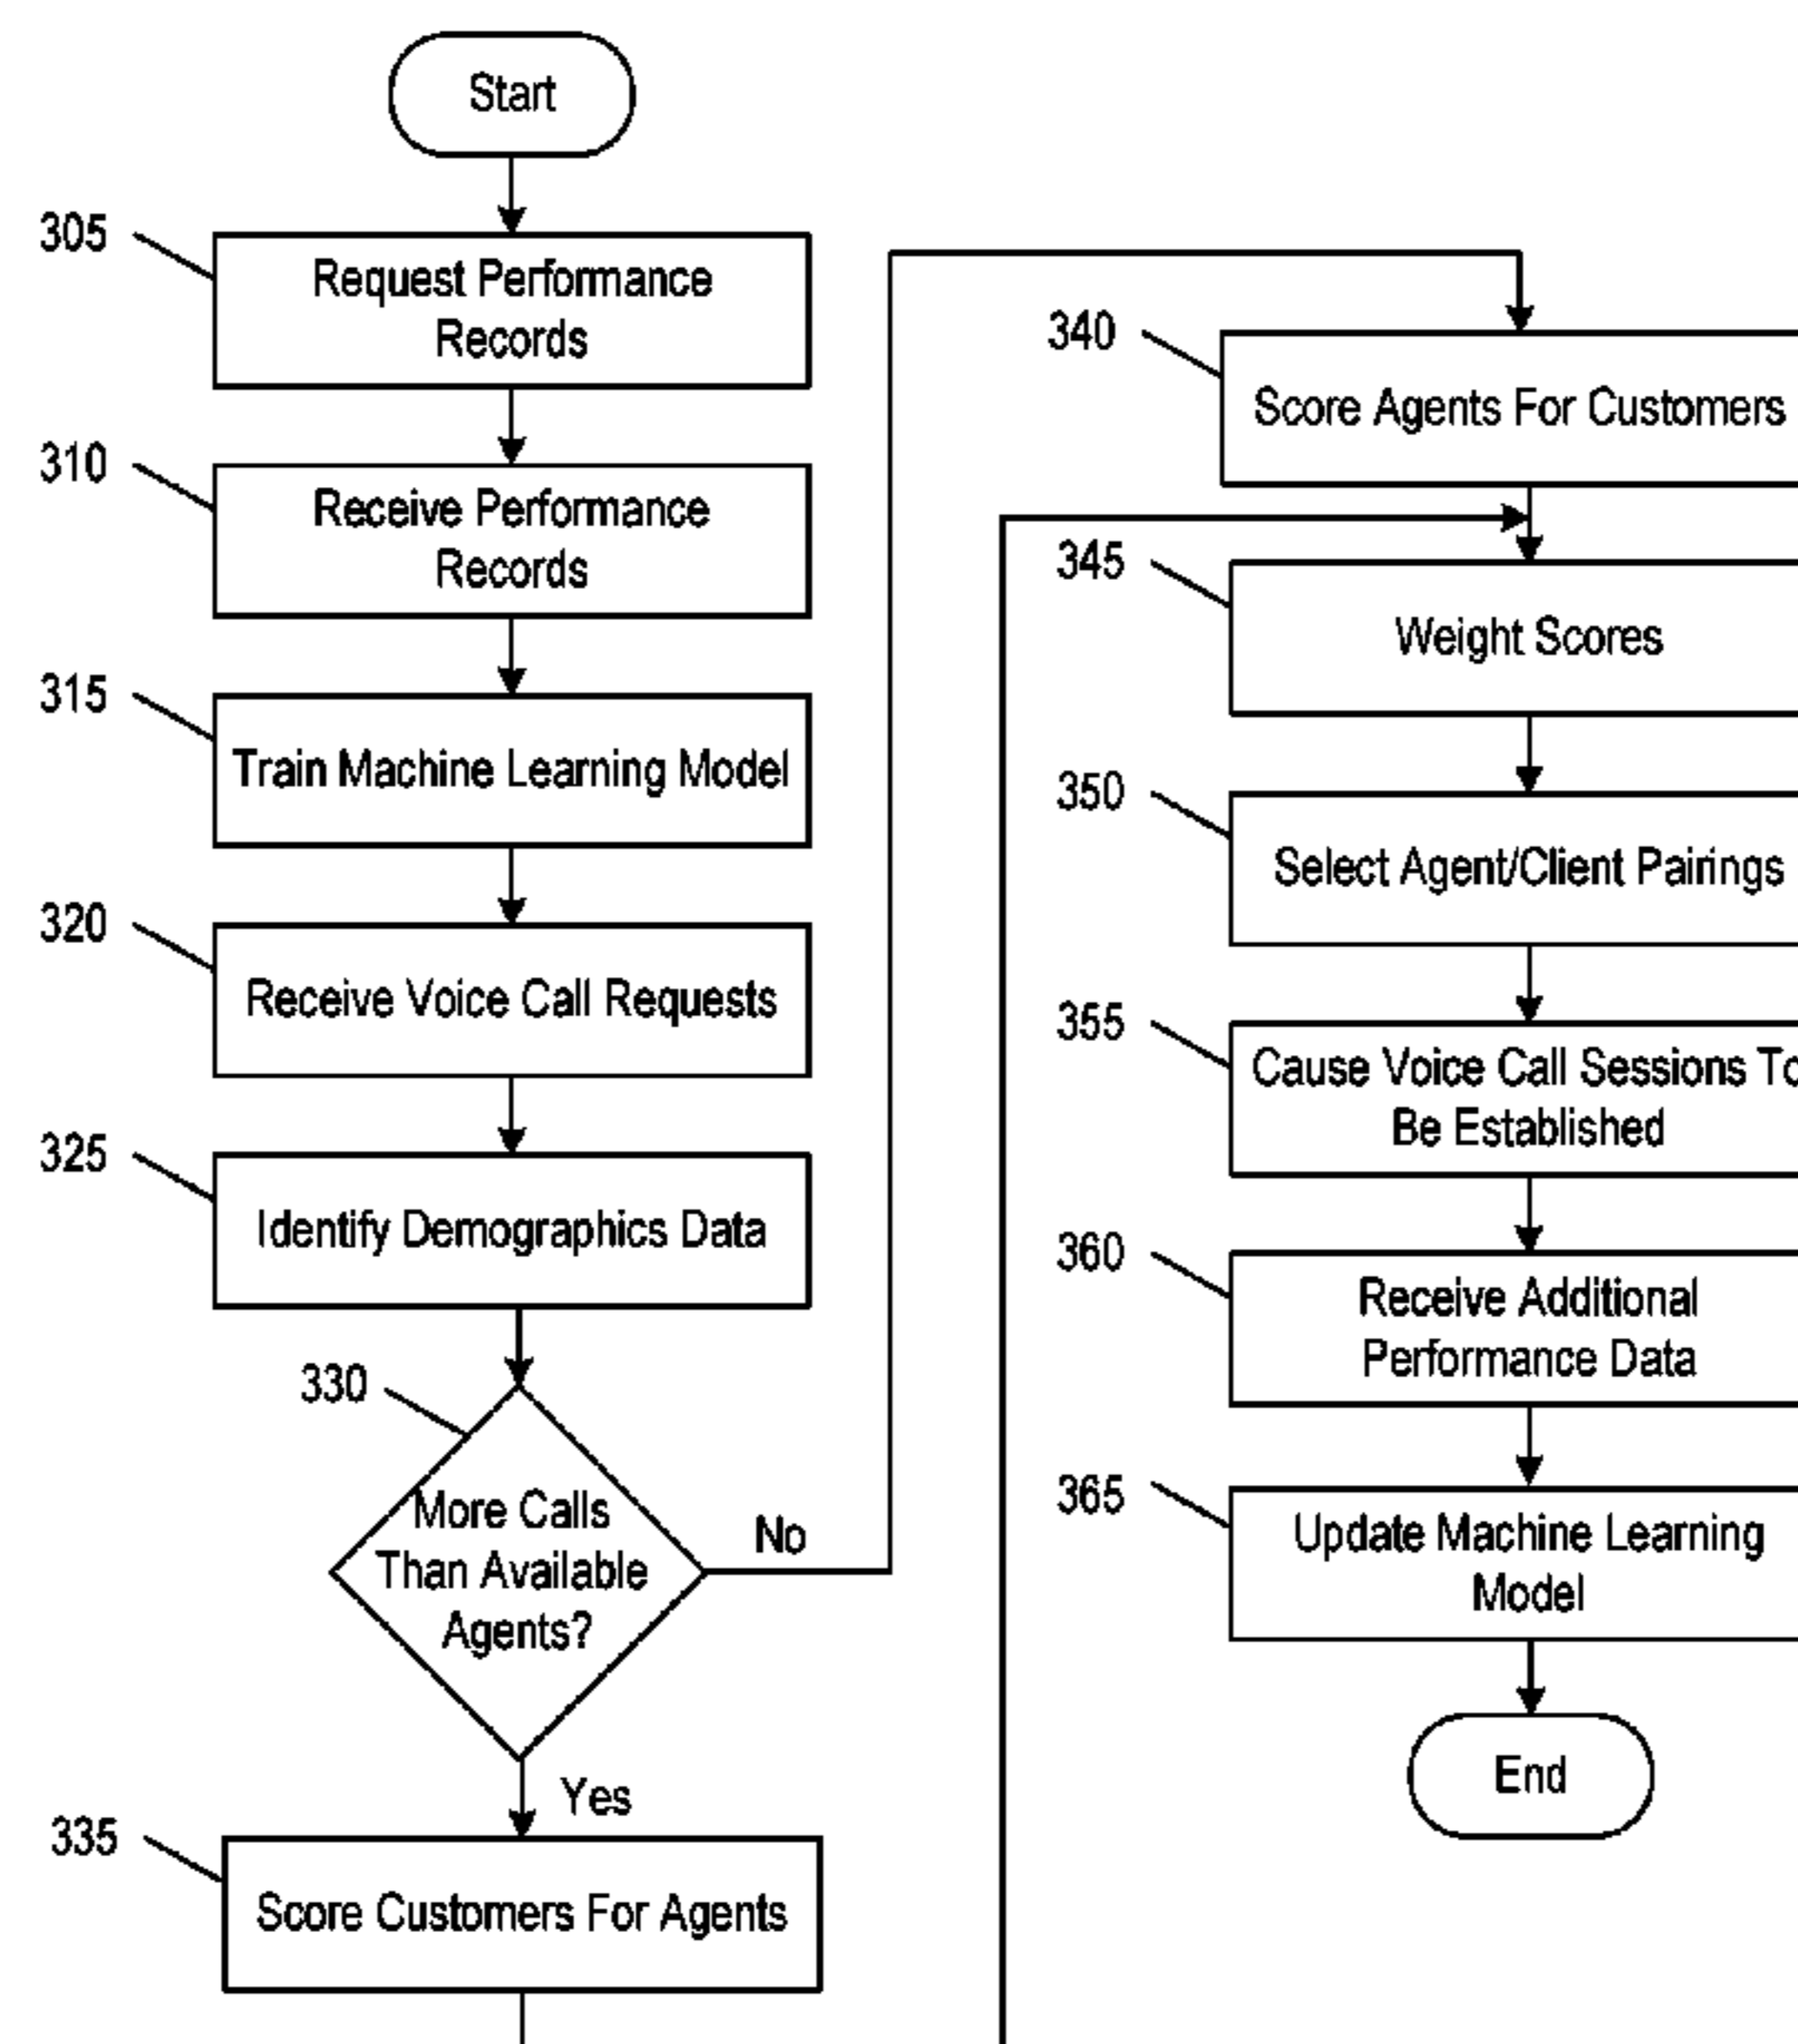 Start
305
Request Performance
Records
310
Receive Performance
Records
315
Train Machine Learning Model
320
Receive Voice Call Requests
325
Identify Demographics Data
330
More Calls
Than Available
Agents?
No
Yes
335
Score Customers For Agents
340
Score Agents For Customers
345
Weight Scores
350
Select Agent/Client Pairings
355
Cause Voice Call Sessions To
Be Established
360
Receive Additional
Performance Data
365
Update Machine Learning
Model
End